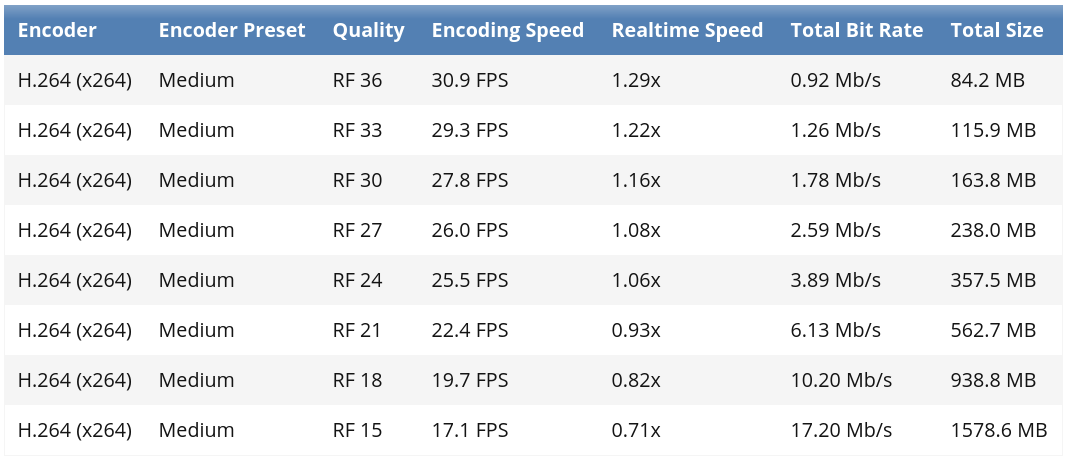 Encoder Encoder Preset Quality Encoding Speed Realtime Speed Total Bit Rate Total Size
H.264 (x264) Medium RF 36 30.9 FPS 1.29x 0.92 Mb/s 84.2 MB
H.264 (x264) Medium RF 33 29.3 FPS 1.22x 1.26 Mb/s 115.9 MB
H.264 (x264) Medium RF 30 27.8 FPS 1.16x 1.78 Mb/s 163.8 MB
H.264 (x264) Medium RF 27 26.0 FPS 1.08x 2.59 Mb/s 238.0 MB
H.264 (x264) Medium RF 24 25.5 FPS 1.06x 3.89 Mb/s 357.5 MB
H.264 (x264) Medium RF 21 22.4 FPS 0.93x 6.13 Mb/s 562.7 MB
H.264 (x264) Medium RF 18 19.7 FPS 0.82x 10.20 Mb/s 938.8 MB
H.264 (x264) Medium RF 15 17.1 FPS 0.71x 17.20 Mb/s 1578.6 MB